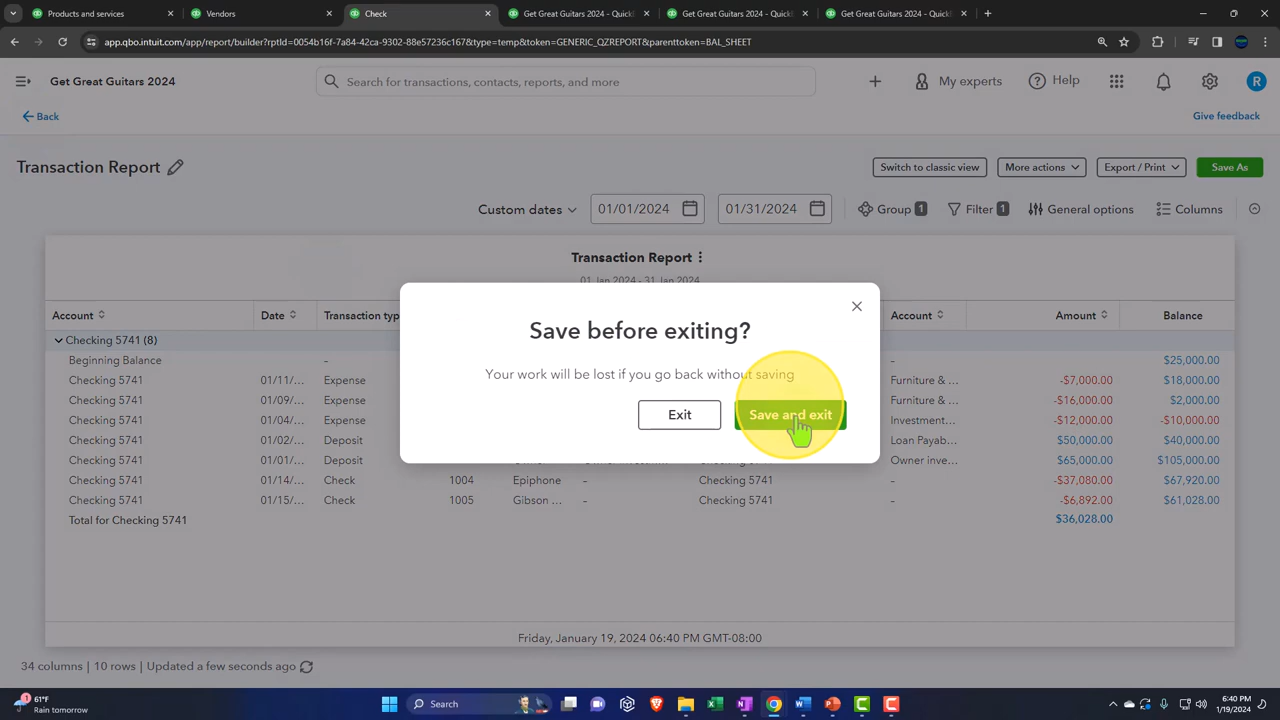 Products and services
Vendors
Check
Get Great Guitars 2024 - Quick
Get Great Guitars 2024 - Quick
Get Great Guitars 2024 - Quick
app.qbo.intuit.com/app/report/builder?rptId=0054b16f-7a84-42ca-9302-88e57236c167&type=temp&token=GENERIC_QZREPORT&parenttoken=BAL_SHEET
Get Great Guitars 2024
Search for transactions, contacts, reports, and more
My experts
Help
R
Back
Give feedback
Transaction Report
Switch to classic view
More actions
Export / Print
Save As
Custom dates
01/01/2024
01/31/2024
Group 1
Filter 1
General options
Columns
Transaction Report
01 Jan 2024 - 31 Jan 2024
Account Date Transaction typ Account Amount Balance
Checking 5741 (8)
Beginning Balance – – $25,000.00
Checking 5741 01/11/... Expense Furniture & ... -$7,000.00 $18,000.00
Checking 5741 01/09/... Expense Furniture & ... -$16,000.00 $2,000.00
Checking 5741 01/04/... Expense Investment... -$12,000.00 -$10,000.00
Checking 5741 01/02/... Deposit Loan Payab... $50,000.00 $40,000.00
Checking 5741 01/01/... Deposit Owner inve... $65,000.00 $105,000.00
Checking 5741 01/14/... Check 1004 Epiphone – Checking 5741 -$37,080.00 $67,920.00
Checking 5741 01/15/... Check 1005 Gibson ... – Checking 5741 -$6,892.00 $61,028.00
Total for Checking 5741 $36,028.00
Save before exiting?
Your work will be lost if you go back without saving
Exit
Save and exit
Friday, January 19, 2024 06:40 PM GMT-08:00
34 columns | 10 rows | Updated a few seconds ago
1
61°F
Rain tomorrow
Search
6:40 PM
1/19/2024